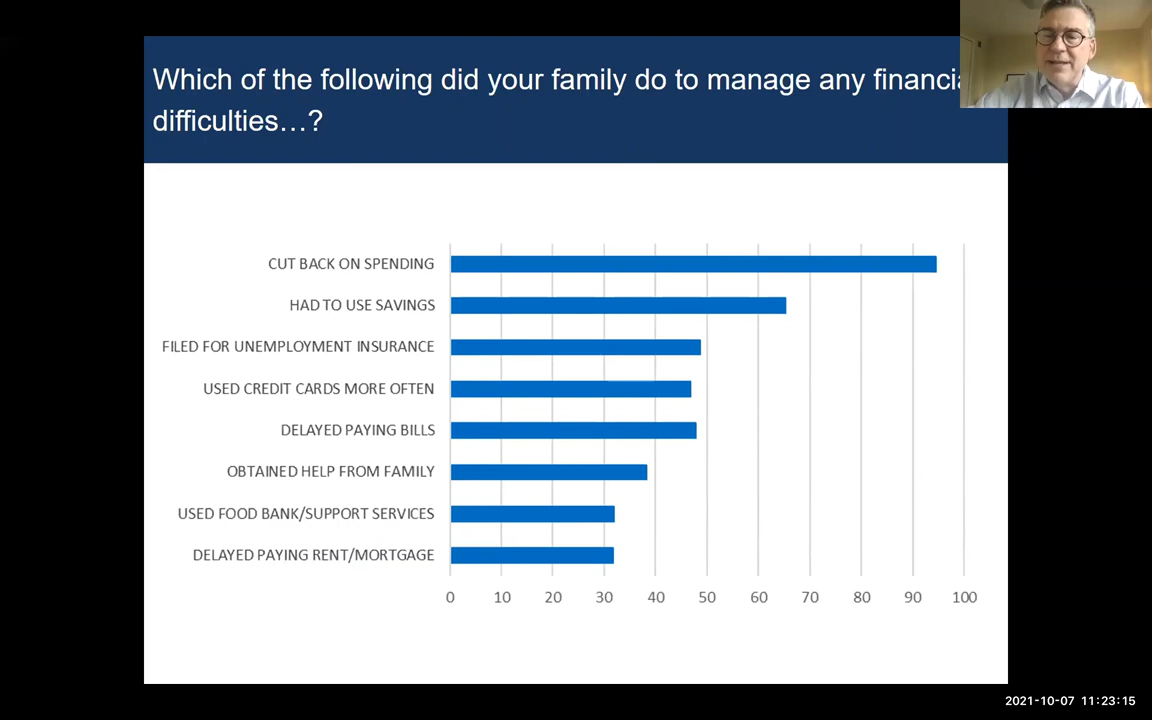 Which of the following did your family do to manage any financia
difficulties…?
CUT BACK ON SPENDING
HAD TO USE SAVINGS
FILED FOR UNEMPLOYMENT INSURANCE
USED CREDIT CARDS MORE OFTEN
DELAYED PAYING BILLS
OBTAINED HELP FROM FAMILY
USED FOOD BANK/SUPPORT SERVICES
DELAYED PAYING RENT/MORTGAGE
0 10 20 30 40 50 60 70 80 90 100
2021-10-07 11:23:15